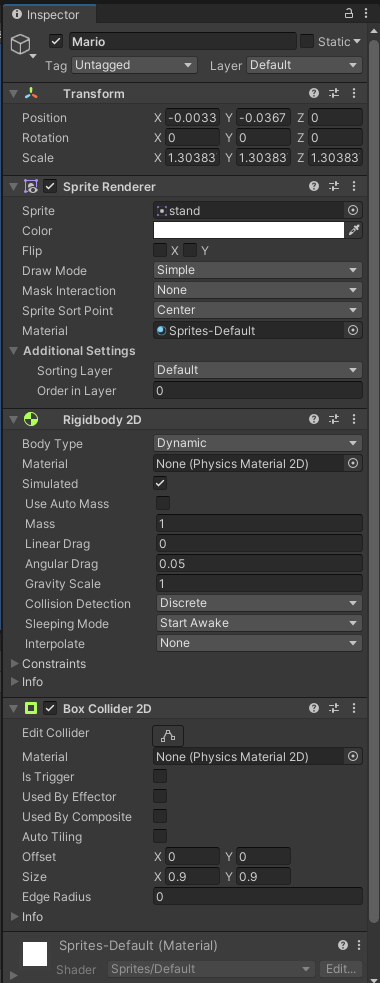 Inspector
Mario Static
Tag Untagged Layer Default
Transform
Position X -0.0033 Y -0.0367 Z 0
Rotation X 0 Y 0 Z 0
Scale X 1.30383 Y 1.30383 Z 1.30383
Sprite Renderer
Sprite stand
Color
Flip X Y
Draw Mode Simple
Mask Interaction None
Sprite Sort Point Center
Material Sprites-Default
Additional Settings
Sorting Layer Default
Order in Layer 0
Rigidbody 2D
Body Type Dynamic
Material None (Physics Material 2D)
Simulated
Use Auto Mass
Mass 1
Linear Drag 0
Angular Drag 0.05
Gravity Scale 1
Collision Detection Discrete
Sleeping Mode Start Awake
Interpolate None
Constraints
Info
Box Collider 2D
Edit Collider
Material None (Physics Material 2D)
Is Trigger
Used By Effector
Used By Composite
Auto Tiling
Offset X 0 Y 0
Size X 0.9 Y 0.9
Edge Radius 0
Info
Sprites-Default (Material)
Shader Sprites/Default Edit...